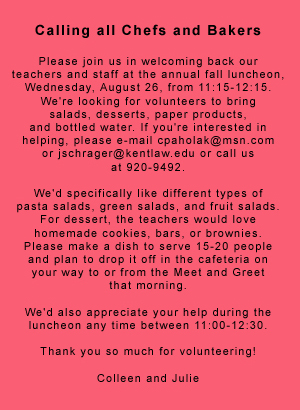 Calling all Chefs and Bakers
Please join us in welcoming back our
teachers and staff at the annual fall luncheon,
Wednesday, August 26, from 11:15-12:15.
We're looking for volunteers to bring
salads, desserts, paper products,
and bottled water. If you're interested in
helping, please e-mail cpaholak@msn.com
or jschrager@kentlaw.edu or call us
at 920-9492.
We'd specifically like different types of
pasta salads, green salads, and fruit salads.
For dessert, the teachers would love
homemade cookies, bars, or brownies.
Please make a dish to serve 15-20 people
and plan to drop it off in the cafeteria on
your way to or from the Meet and Greet
that morning.
We'd also appreciate your help during the
luncheon any time between 11:00-12:30.
Thank you so much for volunteering!
Colleen and Julie